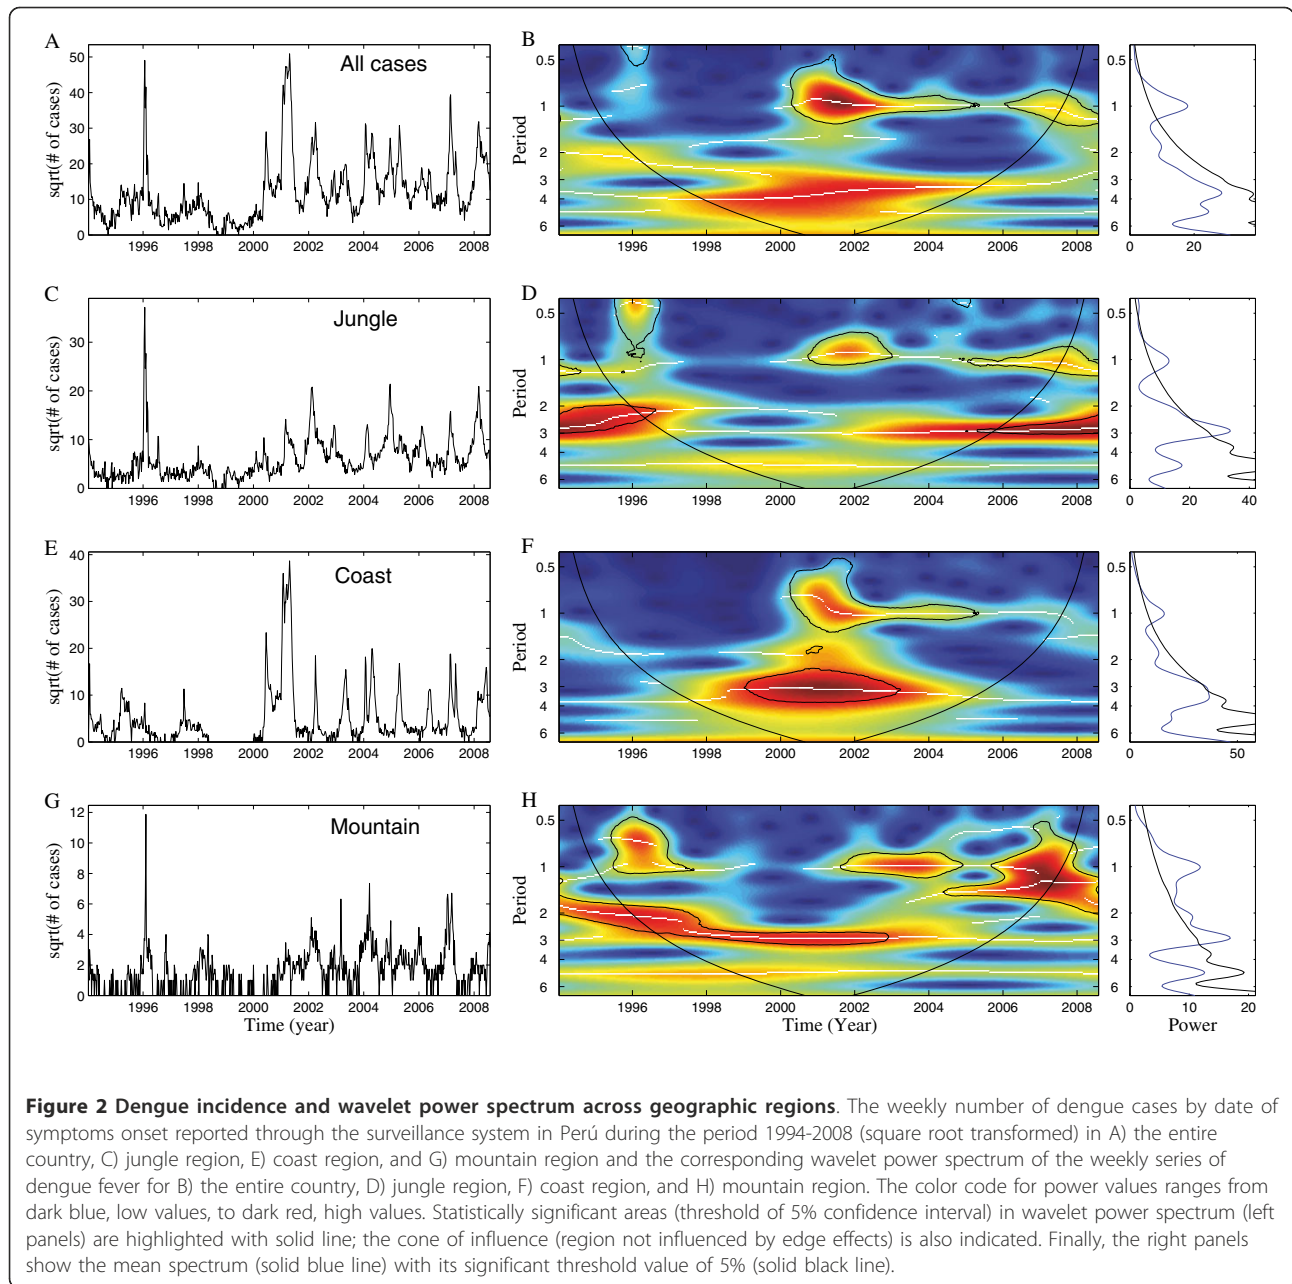 A
All cases
sqrt(# of cases)
50
40
30
20
10
0
1996 1998 2000 2002 2004 2006 2008
B
Period
0.5
1
2
3
4
6
1996 1998 2000 2002 2004 2006 2008
0 20
C
Jungle
sqrt(# of cases)
30
20
10
0
1996 1998 2000 2002 2004 2006 2008
D
Period
0.5
1
2
3
4
6
1996 1998 2000 2002 2004 2006 2008
0.5
1
2
3
4
6
0 20 40
E
Coast
sqrt(# of cases)
40
30
20
10
0
1996 1998 2000 2002 2004 2006 2008
F
Period
0.5
1
2
3
4
6
1996 1998 2000 2002 2004 2006 2008
0.5
1
2
3
4
6
0 50
G
Mountain
sqrt(# of cases)
12
10
8
6
4
2
0
1996 1998 2000 2002 2004 2006 2008
Time (year)
H
Period
0.5
1
2
3
4
6
1996 1998 2000 2002 2004 2006 2008
Time (Year)
0.5
1
2
3
4
6
0 10 20
Power
Figure 2 Dengue incidence and wavelet power spectrum across geographic regions. The weekly number of dengue cases by date of
symptoms onset reported through the surveillance system in Perú during the period 1994-2008 (square root transformed) in A) the entire
country, C) jungle region, E) coast region, and G) mountain region and the corresponding wavelet power spectrum of the weekly series of
dengue fever for B) the entire country, D) jungle region, F) coast region, and H) mountain region. The color code for power values ranges from
dark blue, low values, to dark red, high values. Statistically significant areas (threshold of 5% confidence interval) in wavelet power spectrum (left
panels) are highlighted with solid line; the cone of influence (region not influenced by edge effects) is also indicated. Finally, the right panels
show the mean spectrum (solid blue line) with its significant threshold value of 5% (solid black line).